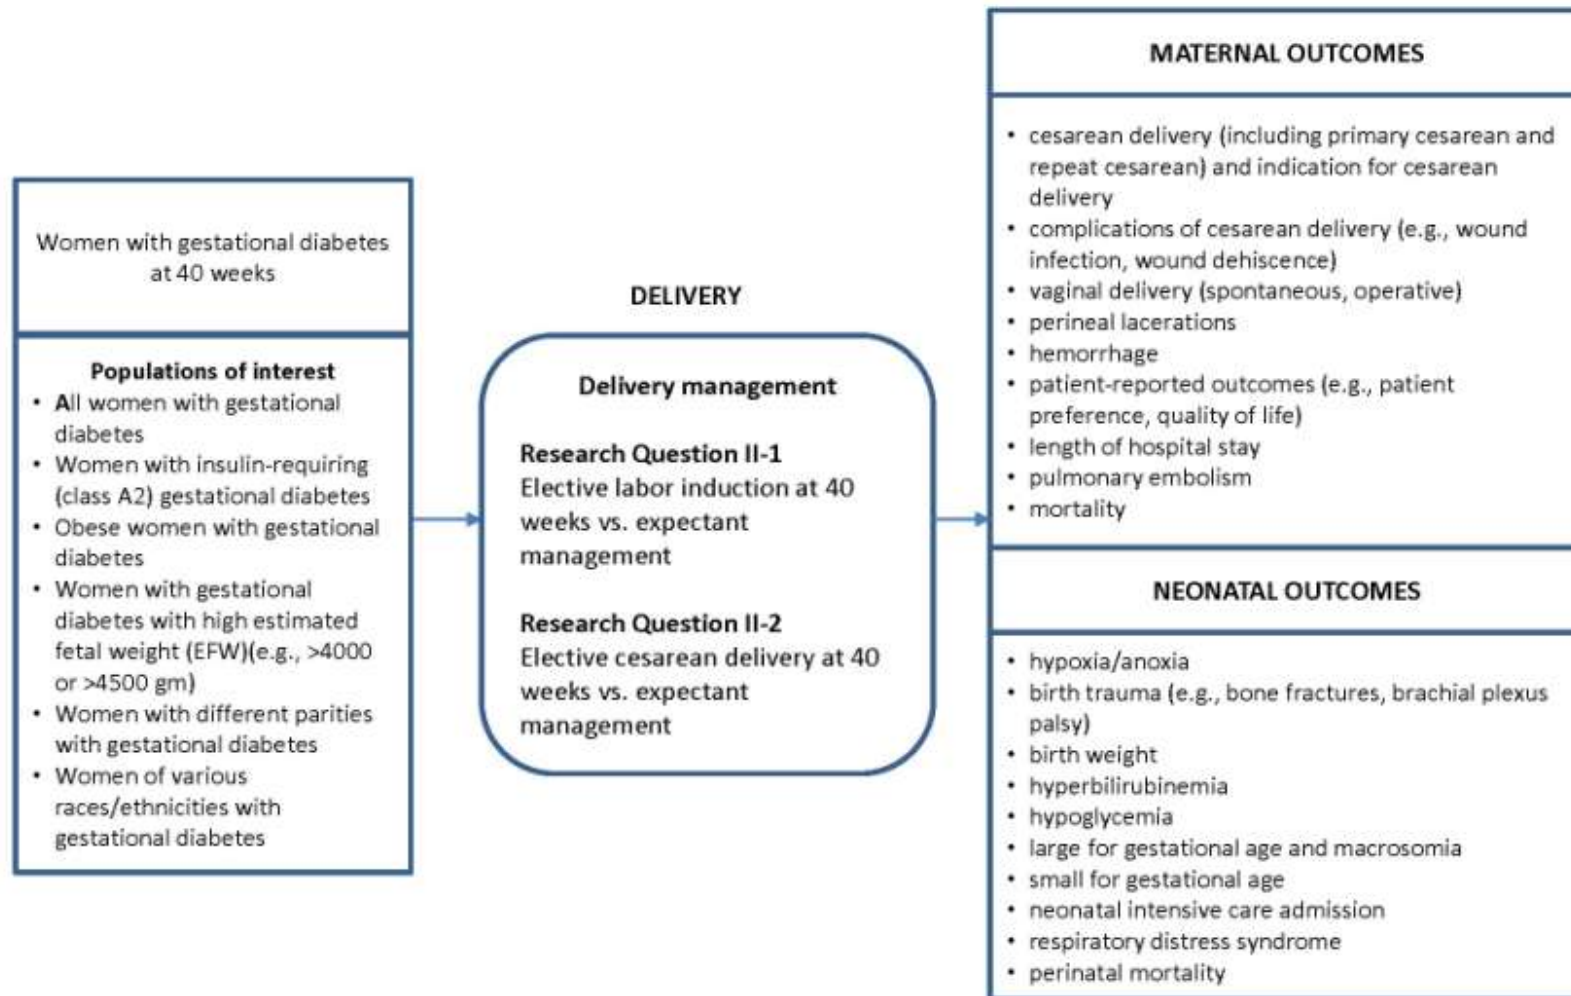 Women with gestational diabetes
at 40 weeks
Populations of interest
• All women with gestational
diabetes
• Women with insulin-requiring
(class A2) gestational diabetes
• Obese women with gestational
diabetes
• Women with gestational
diabetes with high estimated
fetal weight (EFW)(e.g., >4000
or >4500 gm)
• Women with different parities
with gestational diabetes
• Women of various
races/ethnicities with
gestational diabetes
DELIVERY
Delivery management
Research Question II-1
Elective labor induction at 40
weeks vs. expectant
management
Research Question II-2
Elective cesarean delivery at 40
weeks vs. expectant
management
MATERNAL OUTCOMES
• cesarean delivery (including primary cesarean and
repeat cesarean) and indication for cesarean
delivery
• complications of cesarean delivery (e.g., wound
infection, wound dehiscence)
• vaginal delivery (spontaneous, operative)
• perineal lacerations
• hemorrhage
• patient-reported outcomes (e.g., patient
preference, quality of life)
• length of hospital stay
• pulmonary embolism
• mortality
NEONATAL OUTCOMES
• hypoxia/anoxia
• birth trauma (e.g., bone fractures, brachial plexus
palsy)
• birth weight
• hyperbilirubinemia
• hypoglycemia
• large for gestational age and macrosomia
• small for gestational age
• neonatal intensive care admission
• respiratory distress syndrome
• perinatal mortality